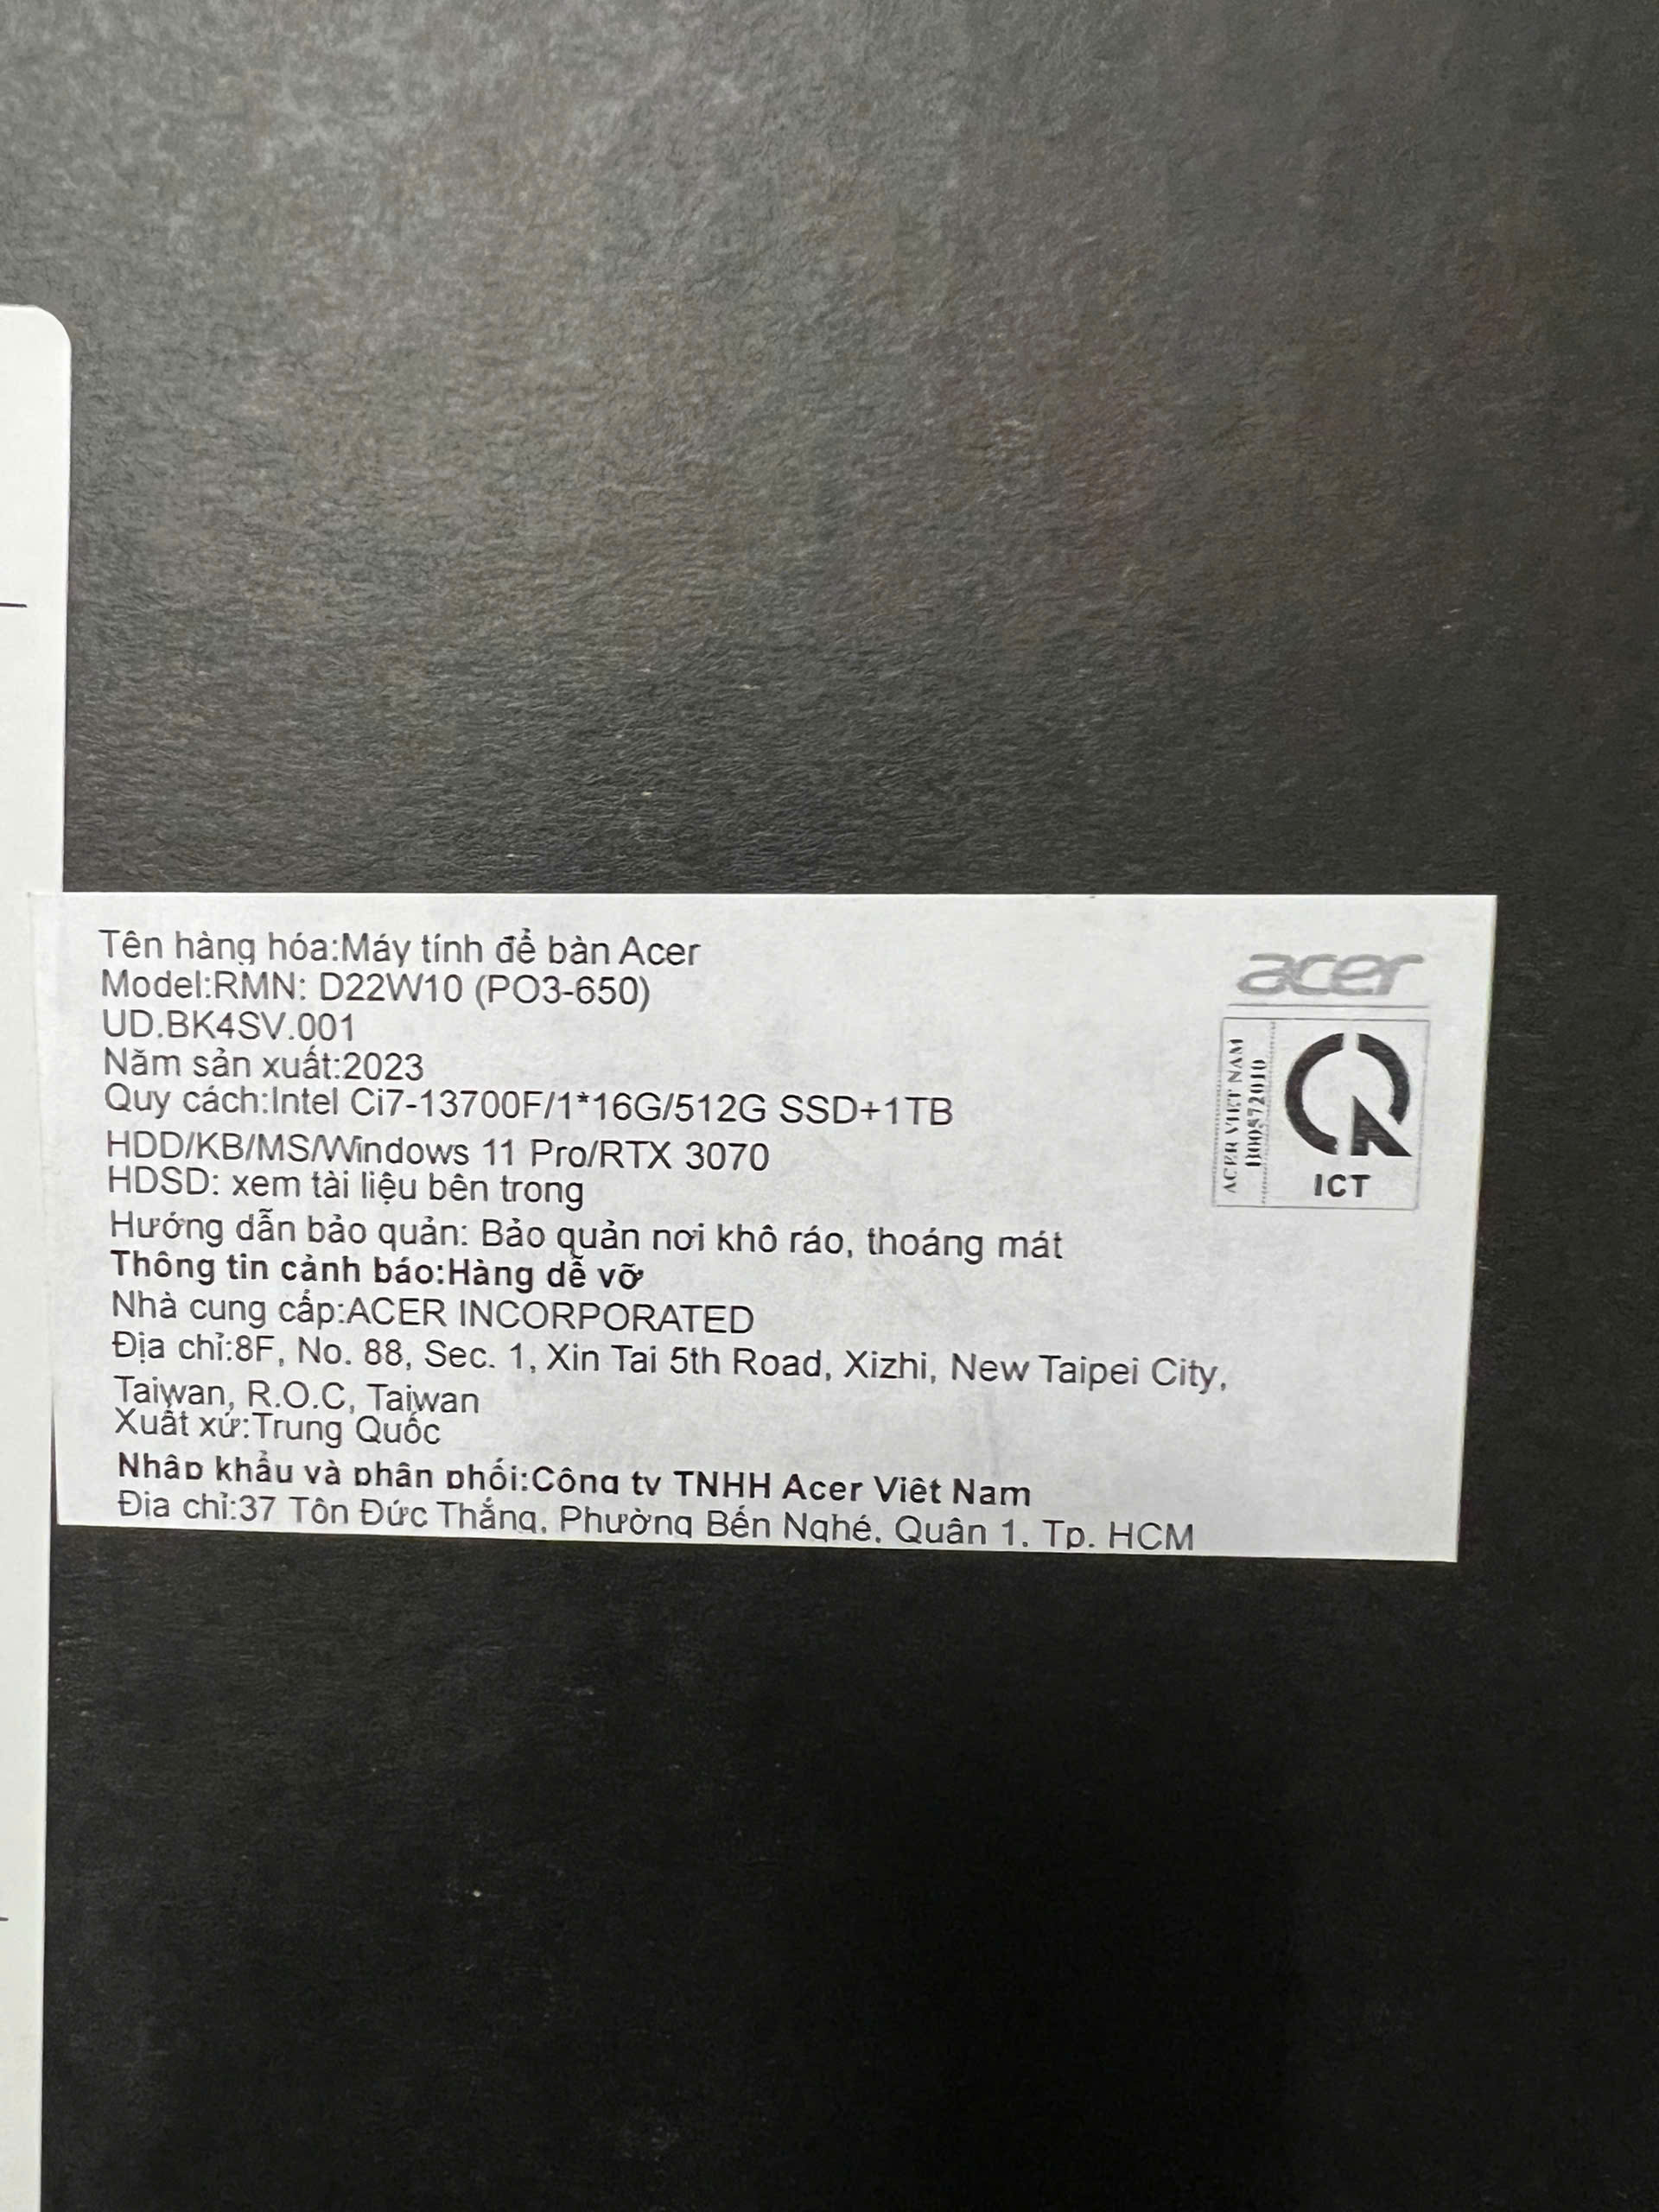 Tên hàng hóa:Máy tính để bàn Acer
Model:RMN: D22W10 (PO3-650)
UD.BK4SV.001
Năm sản xuất:2023
Quy cách:Intel Ci7-13700F/1*16G/512G SSD+1TB
HDD/KB/MS/Windows 11 Pro/RTX 3070
HDSD: xem tài liệu bên trong
Hướng dẫn bảo quản: Bảo quản nơi khô ráo, thoáng mát
Thông tin cảnh báo:Hàng dễ vỡ
Nhà cung cấp:ACER INCORPORATED
Địa chỉ:8F, No. 88, Sec. 1, Xin Tai 5th Road, Xizhi, New Taipei City,
Taiwan, R.O.C, Taiwan
Xuất xứ:Trung Quốc
Nhập khẩu và phân phối:Công ty TNHH Acer Việt Nam
Địa chỉ:37 Tôn Đức Thắng, Phường Bến Nghé, Quận 1, Tp. HCM
acer
ACER VIET NAM
B00572010
ICT